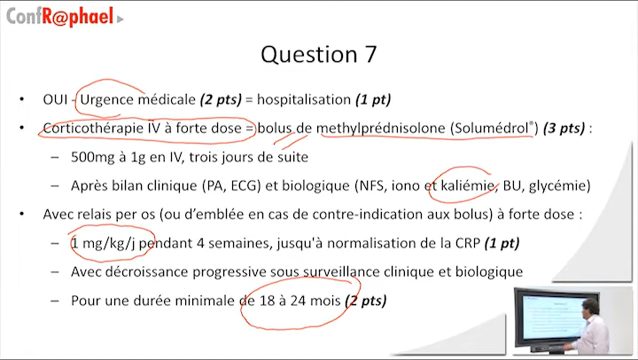 ConfR@phael
Question 7
• OUI - Urgence médicale (2 pts) = hospitalisation (1 pt)
• Corticothérapie IV à forte dose = bolus de methylprédnisolone (Solumédrol®) (3 pts) :
– 500mg à 1g en IV, trois jours de suite
– Après bilan clinique (PA, ECG) et biologique (NFS, iono et kaliémie, BU, glycémie)
• Avec relais per os (ou d’emblée en cas de contre-indication aux bolus) à forte dose :
– 1 mg/kg/j pendant 4 semaines, jusqu'à normalisation de la CRP (1 pt)
– Avec décroissance progressive sous surveillance clinique et biologique
– Pour une durée minimale de 18 à 24 mois (2 pts)